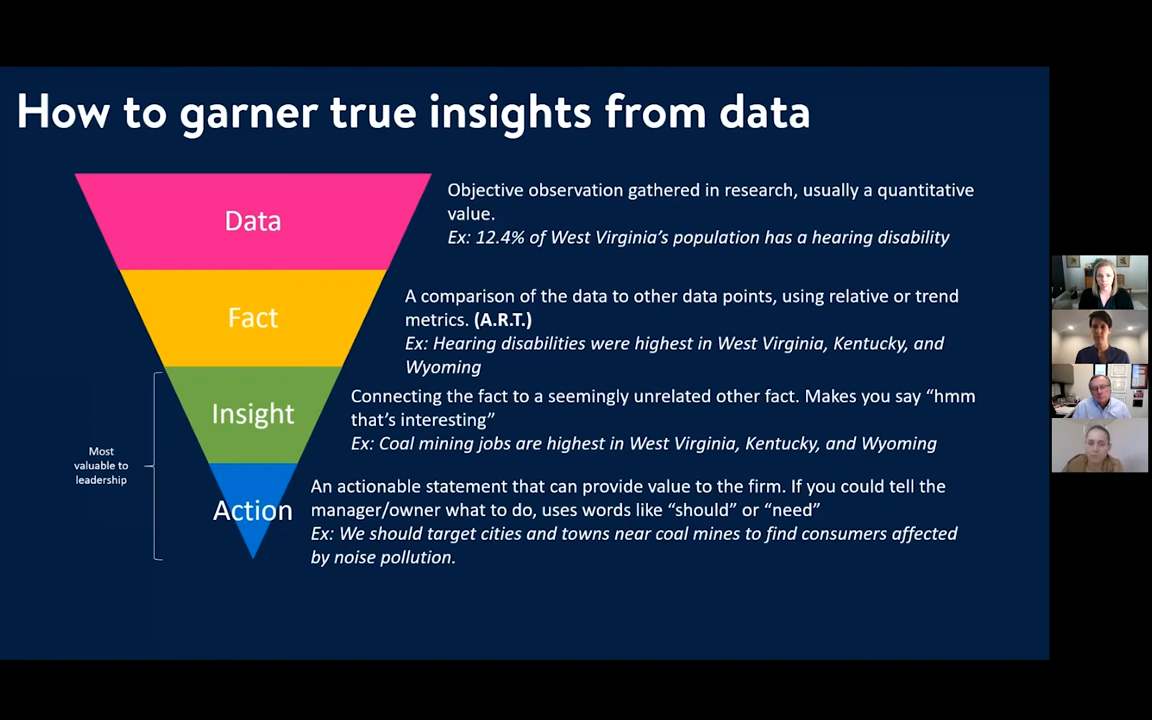 How to garner true insights from data
Data
Objective observation gathered in research, usually a quantitative
value.
Ex: 12.4% of West Virginia’s population has a hearing disability
Fact
A comparison of the data to other data points, using relative or trend
metrics. (A.R.T.)
Ex: Hearing disabilities were highest in West Virginia, Kentucky, and
Wyoming
Insight
Connecting the fact to a seemingly unrelated other fact. Makes you say “hmm
that’s interesting”
Ex: Coal mining jobs are highest in West Virginia, Kentucky, and Wyoming
Most
valuable to
leadership
Action
An actionable statement that can provide value to the firm. If you could tell the
manager/owner what to do, uses words like “should” or “need”
Ex: We should target cities and towns near coal mines to find consumers affected
by noise pollution.